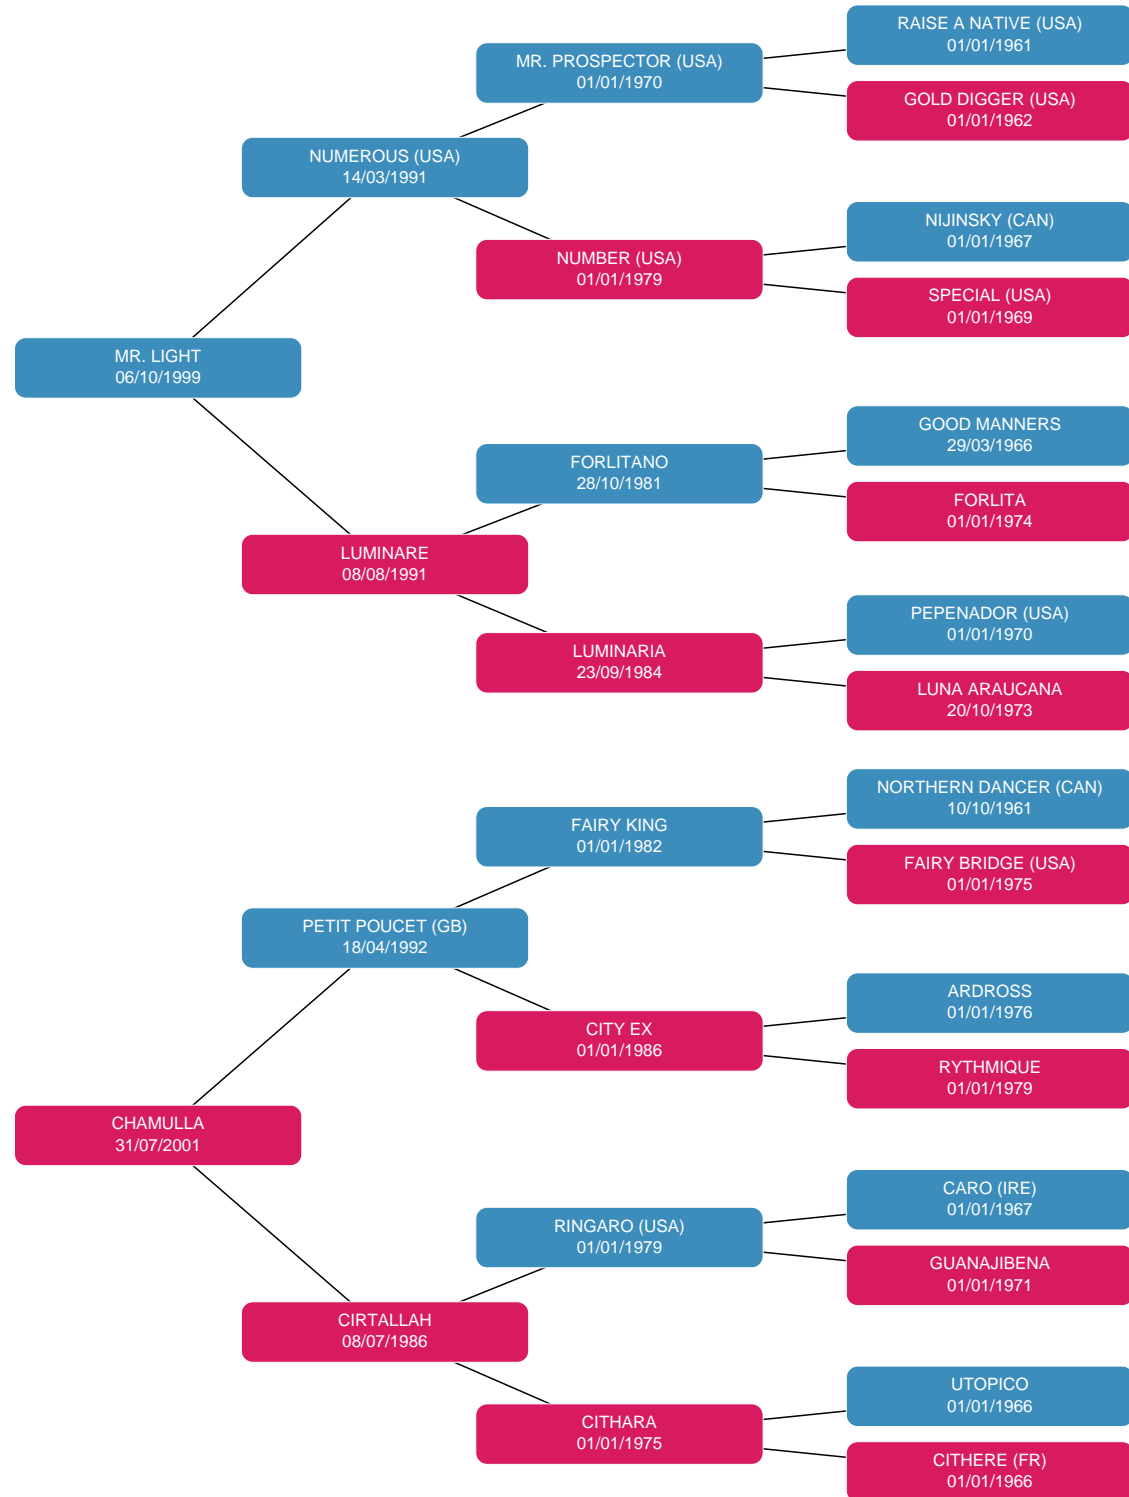 RAISE A NATIVE (USA)
01/01/1961
MR. PROSPECTOR (USA)
01/01/1970
GOLD DIGGER (USA)
01/01/1962
NUMEROUS (USA)
14/03/1991
NIJINSKY (CAN)
01/01/1967
NUMBER (USA)
01/01/1979
SPECIAL (USA)
01/01/1969
MR. LIGHT
06/10/1999
GOOD MANNERS
29/03/1966
FORLITANO
28/10/1981
FORLITA
01/01/1974
LUMINARE
08/08/1991
PEPENADOR (USA)
01/01/1970
LUMINARIA
23/09/1984
LUNA ARAUCANA
20/10/1973
NORTHERN DANCER (CAN)
10/10/1961
FAIRY KING
01/01/1982
FAIRY BRIDGE (USA)
01/01/1975
PETIT POUCET (GB)
18/04/1992
ARDROSS
01/01/1976
CITY EX
01/01/1986
RYTHMIQUE
01/01/1979
CHAMULLA
31/07/2001
CARO (IRE)
01/01/1967
RINGARO (USA)
01/01/1979
GUANAJIBENA
01/01/1971
CIRTALLAH
08/07/1986
UTOPICO
01/01/1966
CITHARA
01/01/1975
CITHERE (FR)
01/01/1966